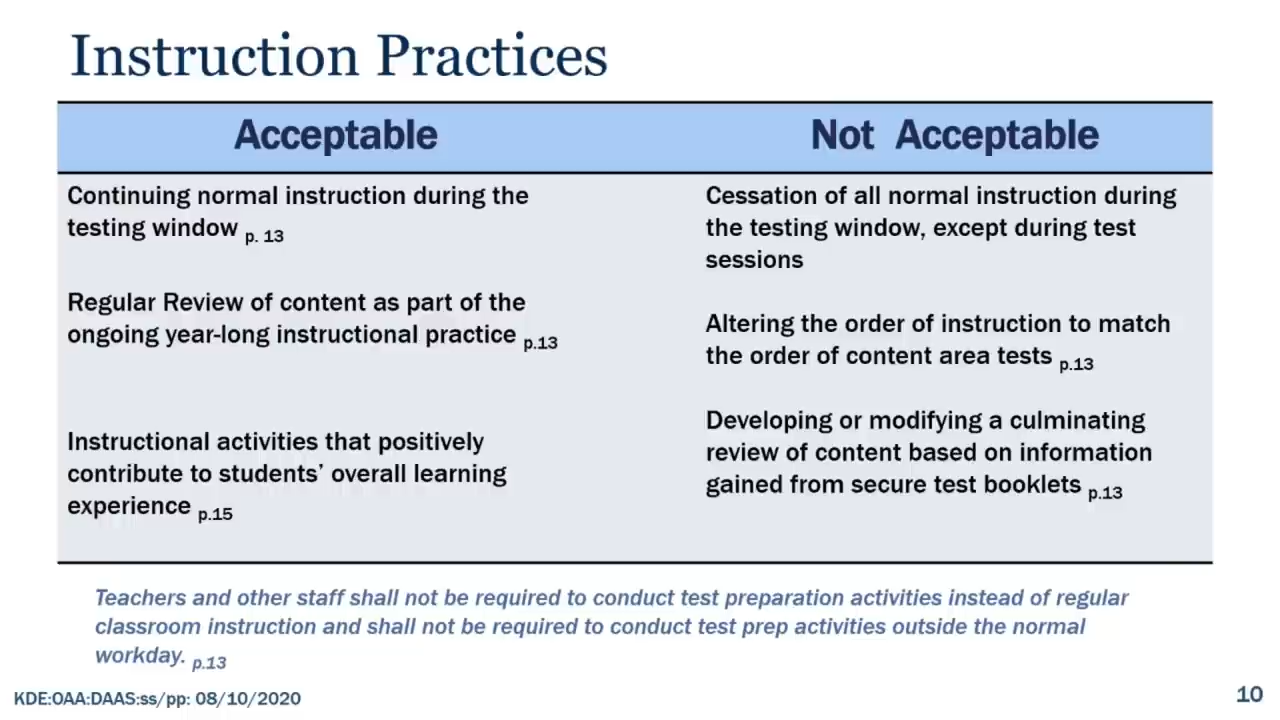 Instruction Practices
Acceptable
Not Acceptable
Continuing normal instruction during the
testing window p. 13
Regular Review of content as part of the
ongoing year-long instructional practice p.13
Instructional activities that positively
contribute to students’ overall learning
experience p.15
Cessation of all normal instruction during
the testing window, except during test
sessions
Altering the order of instruction to match
the order of content area tests p.13
Developing or modifying a culminating
review of content based on information
gained from secure test booklets p.13
Teachers and other staff shall not be required to conduct test preparation activities instead of regular
classroom instruction and shall not be required to conduct test prep activities outside the normal
workday. p.13
KDE:OAA:DAAS:ss/pp: 08/10/2020
10